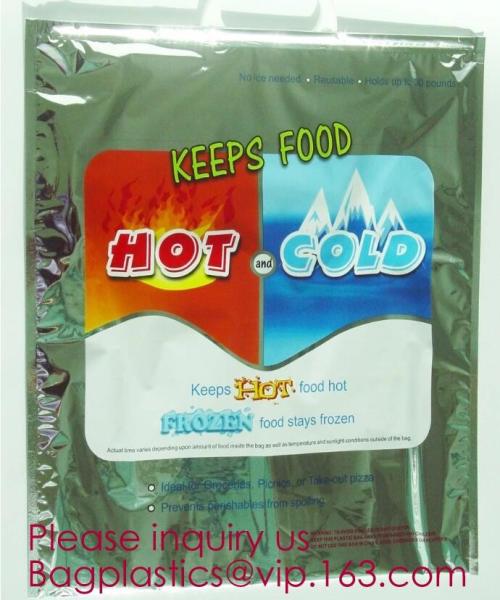 No ice needed • Reusable • Holds up to 30 pounds
KEEPS FOOD
HOT and COLD
Keeps HOT food hot
FROZEN food stays frozen
Actual time varies depending upon amount of food inside the bag as well as temperature and sunlight conditions outside of the bag.
Ideal for Groceries, Picnics, or Take-out pizza
Prevents perishables from spoiling
Please inquiry us
Bagplastics@vip.163.com